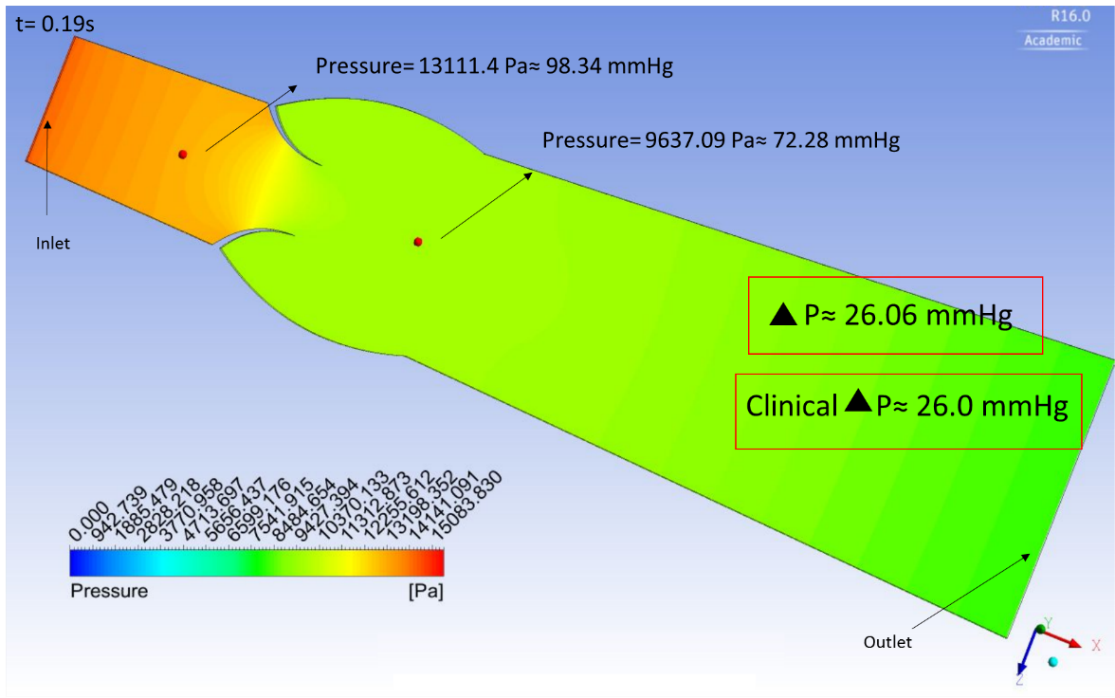 t= 0.19s
R16.0
Academic
Pressure= 13111.4 Pa≈ 98.34 mmHg
Pressure= 9637.09 Pa≈ 72.28 mmHg
Inlet
▲ P≈ 26.06 mmHg
Clinical ▲P≈ 26.0 mmHg
0.000
942.739
1885.479
2828.218
3770.958
4713.697
5656.437
6599.176
7541.915
8484.654
9427.394
10370.133
11312.873
12255.612
13198.352
14141.091
15083.830
Pressure [Pa]
Outlet
Y
X
Z